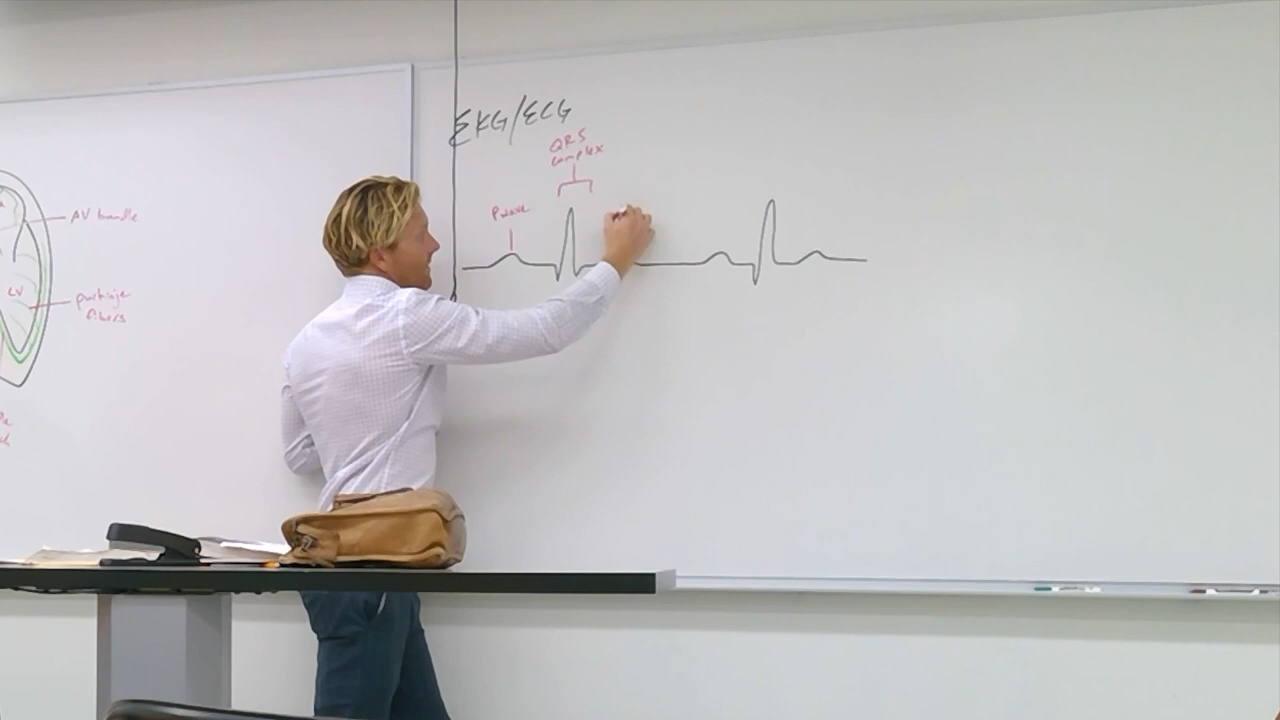 EKG/ECG
QRS
complex
P wave
AV bundle
LV
purkinje
fibers